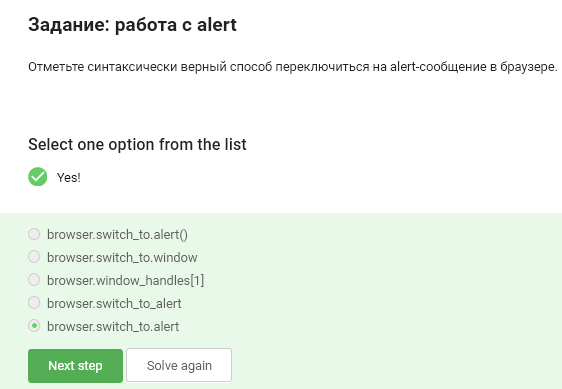 Задание: работа с alert
Отметьте синтаксически верный способ переключиться на alert-сообщение в браузере.
Select one option from the list
Yes!
browser.switch_to.alert()
browser.switch_to.window
browser.window_handles[1]
browser.switch_to_alert
browser.switch_to.alert
Next step
Solve again